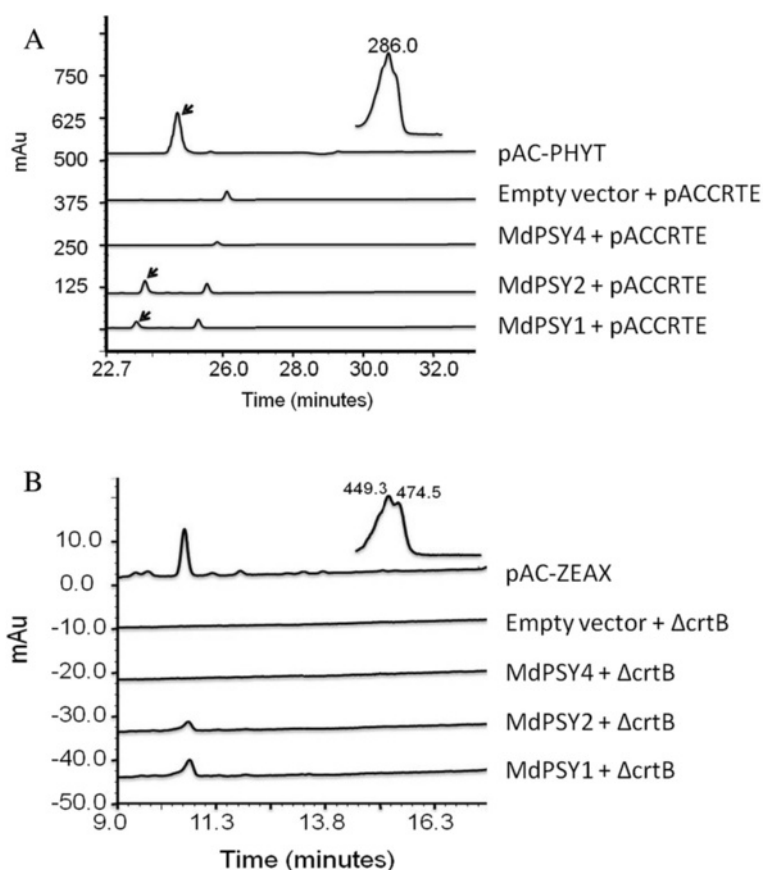 A
286.0
750
625
500
375
250
125
mAu
pAC-PHYT
Empty vector + pACCRTE
MdPSY4 + pACCRTE
MdPSY2 + pACCRTE
MdPSY1 + pACCRTE
22.7 26.0 28.0 30.0 32.0
Time (minutes)
B
449.3 474.5
10.0
0.0
-10.0
-20.0
-30.0
-40.0
-50.0
mAu
pAC-ZEAX
Empty vector + ΔcrtB
MdPSY4 + ΔcrtB
MdPSY2 + ΔcrtB
MdPSY1 + ΔcrtB
9.0 11.3 13.8 16.3
Time (minutes)